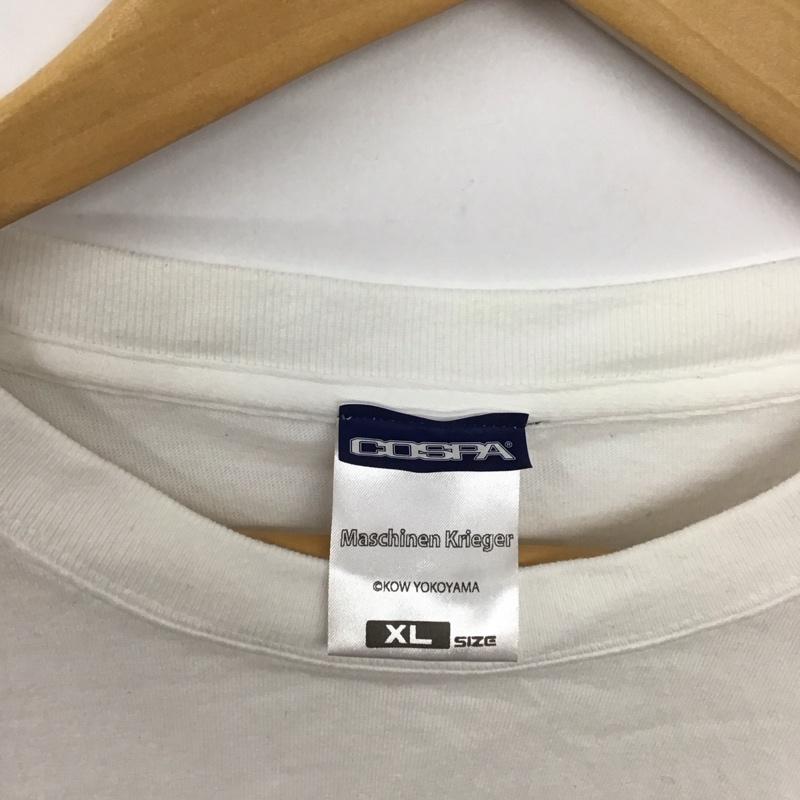 COSPA®
Maschinen Krieger
©KOW YOKOYAMA
XL SIZE